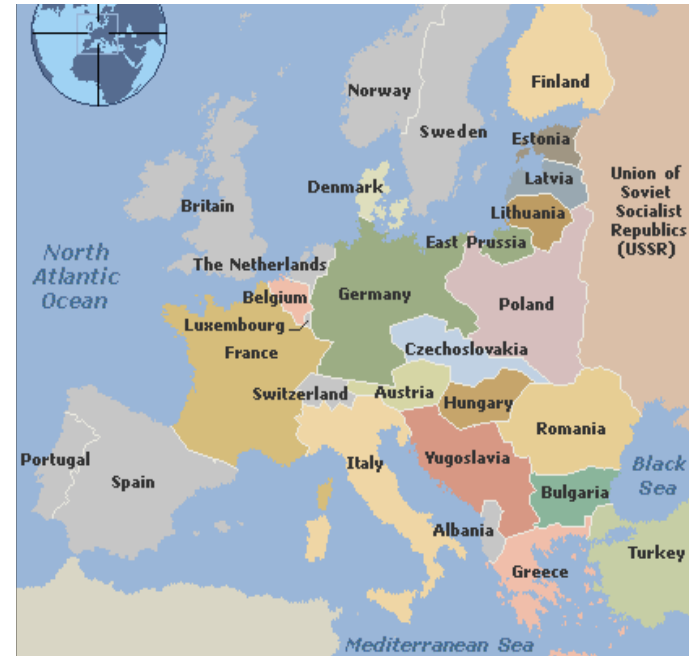 Finland
Norway
Sweden
Estonia
Union of
Soviet
Socialist
Republics
(USSR)
Latvia
Denmark
Britain
Lithuania
East Prussia
North
Atlantic
Ocean
The Netherlands
Belgium
Germany
Poland
Luxembourg
France
Czechoslovakia
Switzerland
Austria
Hungary
Romania
Portugal
Spain
Italy
Yugoslavia
Black
Sea
Bulgaria
Albania
Turkey
Greece
Mediterranean Sea